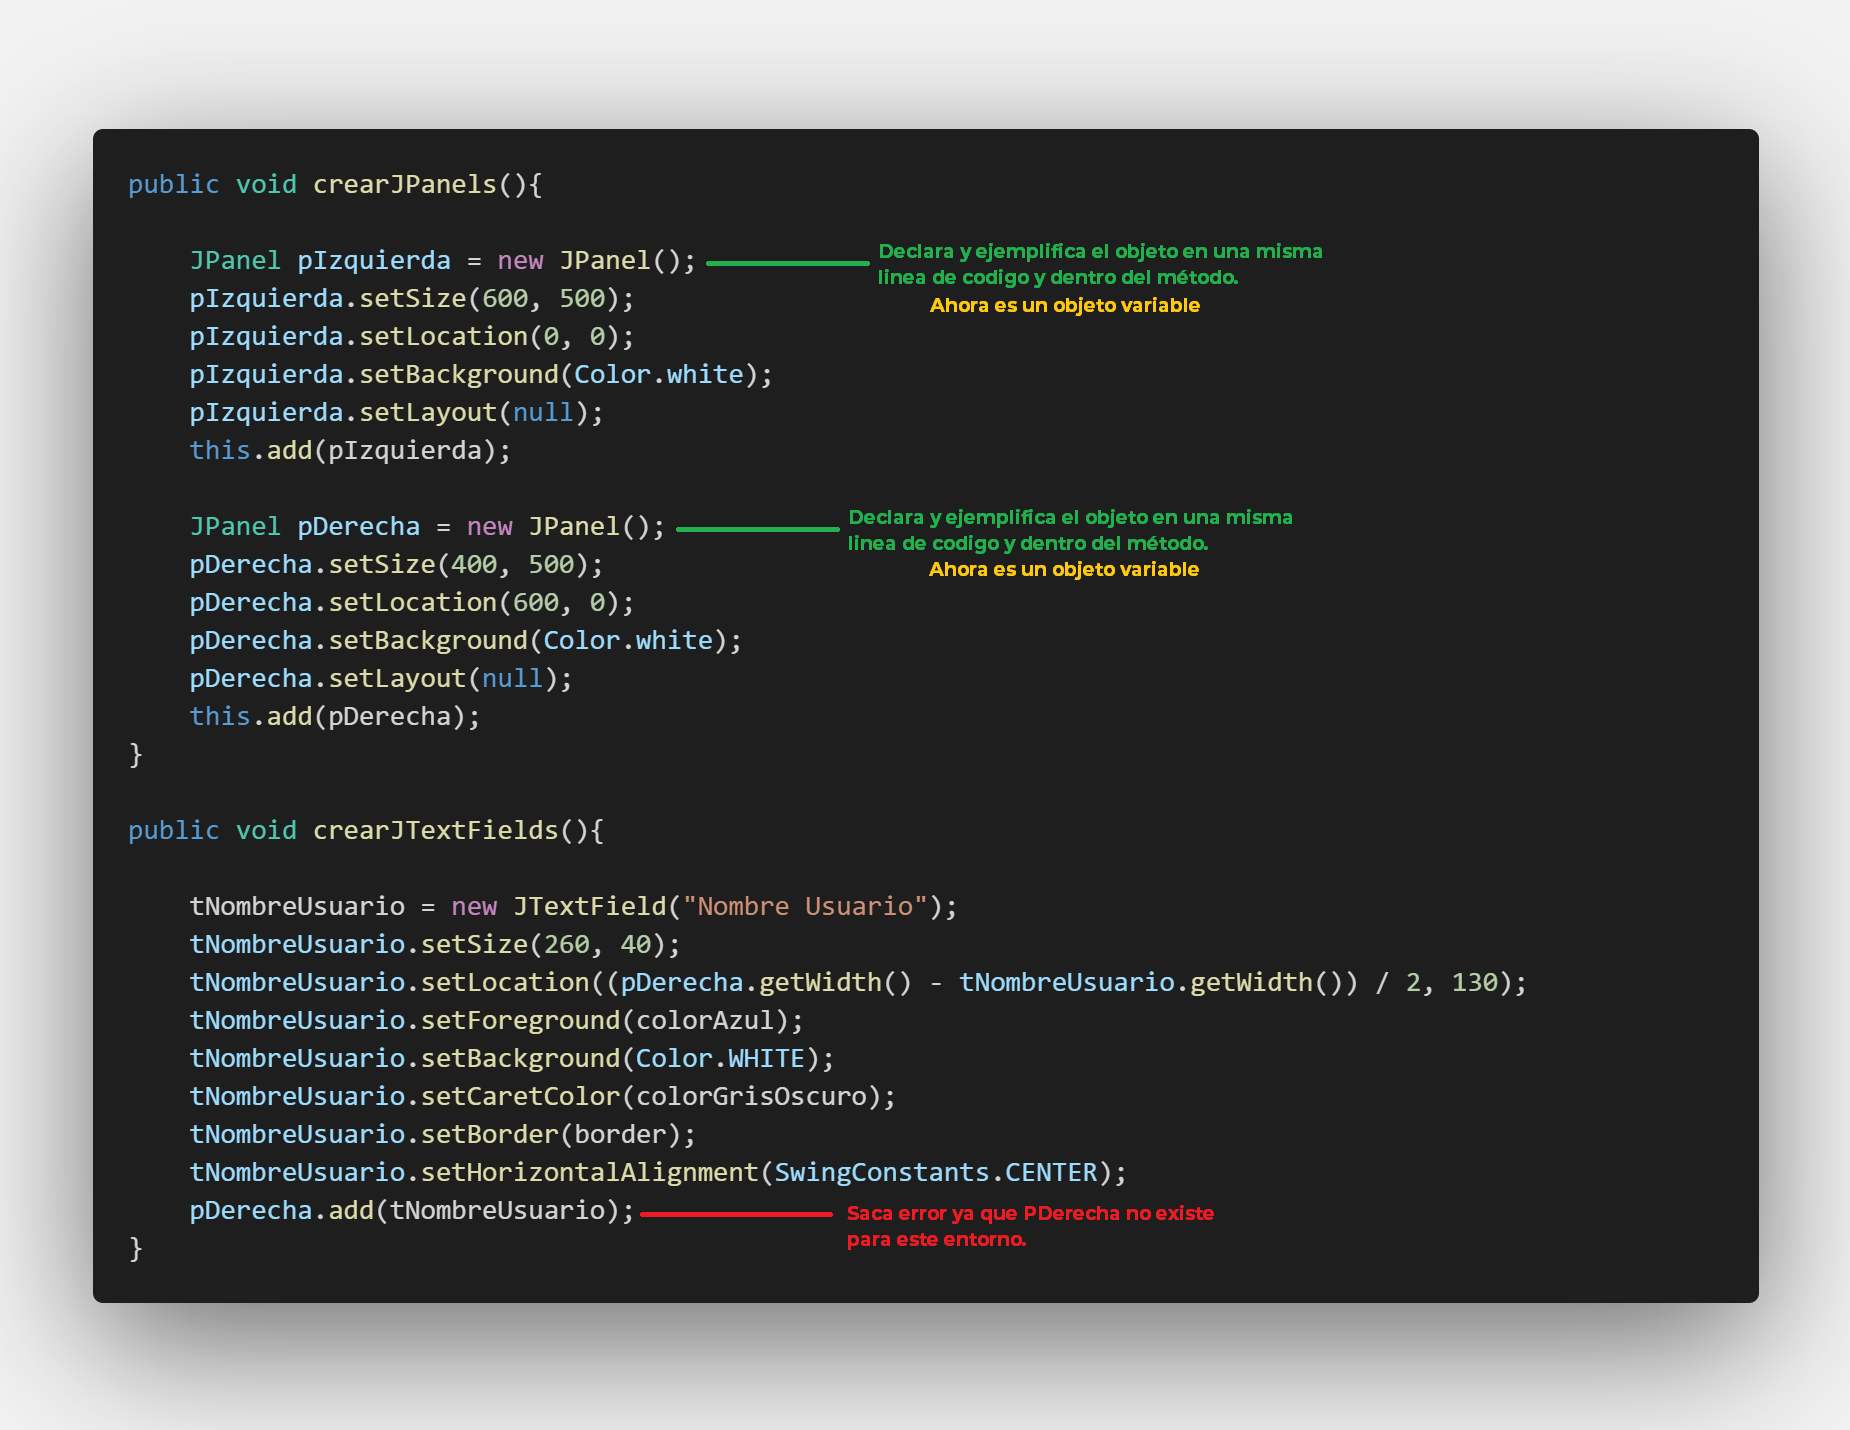 public void crearJPanels(){
JPanel pIzquierda = new JPanel();
Declara y ejemplifica el objeto en una misma
linea de codigo y dentro del método.
Ahora es un objeto variable
pIzquierda.setSize(600, 500);
pIzquierda.setLocation(0, 0);
pIzquierda.setBackground(Color.white);
pIzquierda.setLayout(null);
this.add(pIzquierda);
JPanel pDerecha = new JPanel();
Declara y ejemplifica el objeto en una misma
linea de codigo y dentro del método.
Ahora es un objeto variable
pDerecha.setSize(400, 500);
pDerecha.setLocation(600, 0);
pDerecha.setBackground(Color.white);
pDerecha.setLayout(null);
this.add(pDerecha);
}
public void crearJTextFields(){
tNombreUsuario = new JTextField("Nombre Usuario");
tNombreUsuario.setSize(260, 40);
tNombreUsuario.setLocation((pDerecha.getWidth() - tNombreUsuario.getWidth()) / 2, 130);
tNombreUsuario.setForeground(colorAzul);
tNombreUsuario.setBackground(Color.WHITE);
tNombreUsuario.setCaretColor(colorGrisOscuro);
tNombreUsuario.setBorder(border);
tNombreUsuario.setHorizontalAlignment(SwingConstants.CENTER);
pDerecha.add(tNombreUsuario);
Saca error ya que PDerecha no existe
para este entorno.
}